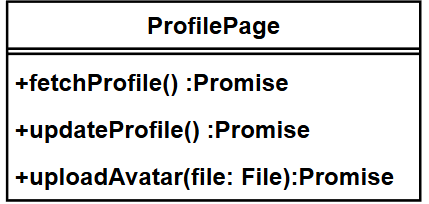 ProfilePage
+fetchProfile() :Promise
+updateProfile() :Promise
+uploadAvatar(file: File):Promise